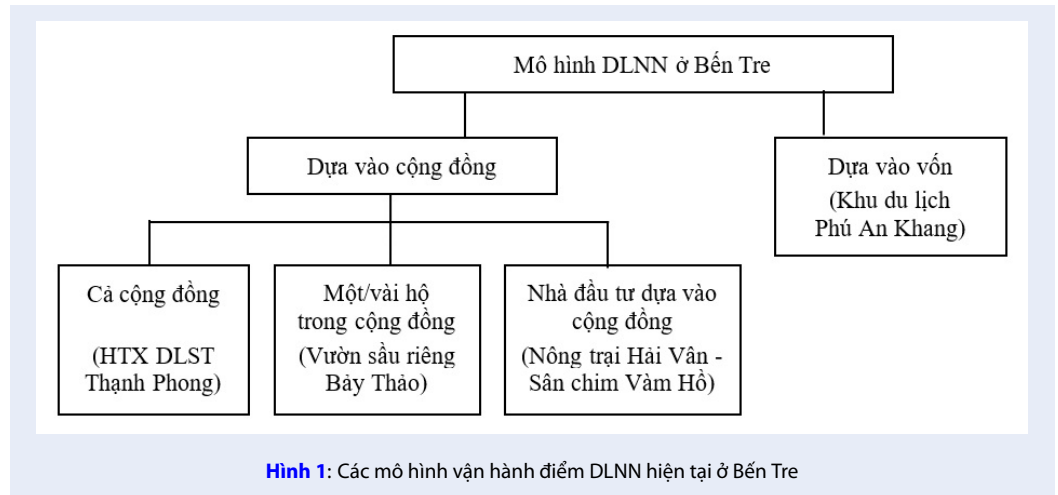 Mô hình DLNN ở Bến Tre
Dựa vào cộng đồng
Dựa vào vốn
(Khu du lịch
Phú An Khang)
Cả cộng đồng
(HTX DLST
Thạnh Phong)
Một/vài hộ
trong cộng đồng
(Vườn sầu riêng
Bảy Thảo)
Nhà đầu tư dựa vào
cộng đồng
(Nông trại Hải Vân -
Sân chim Vàm Hồ)
Hình 1: Các mô hình vận hành điểm DLNN hiện tại ở Bến Tre